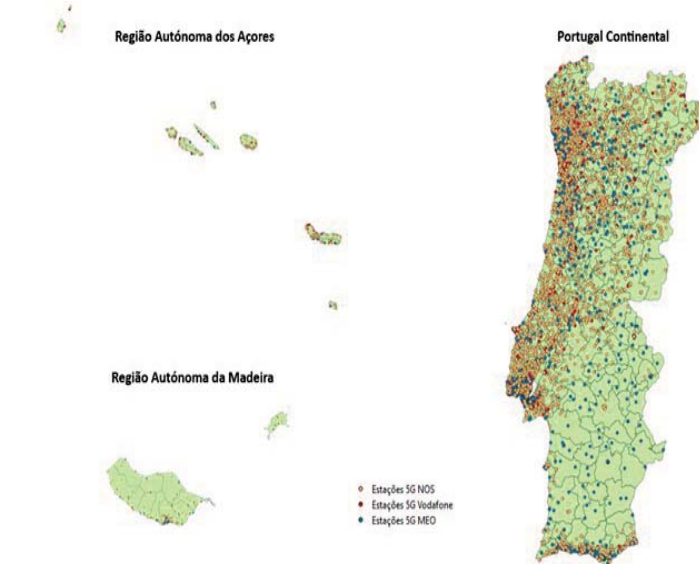 Região Autónoma dos Açores
Portugal Continental
Região Autónoma da Madeira
Estações 5G NOS
Estações 5G Vodafone
Estações 5G MEO